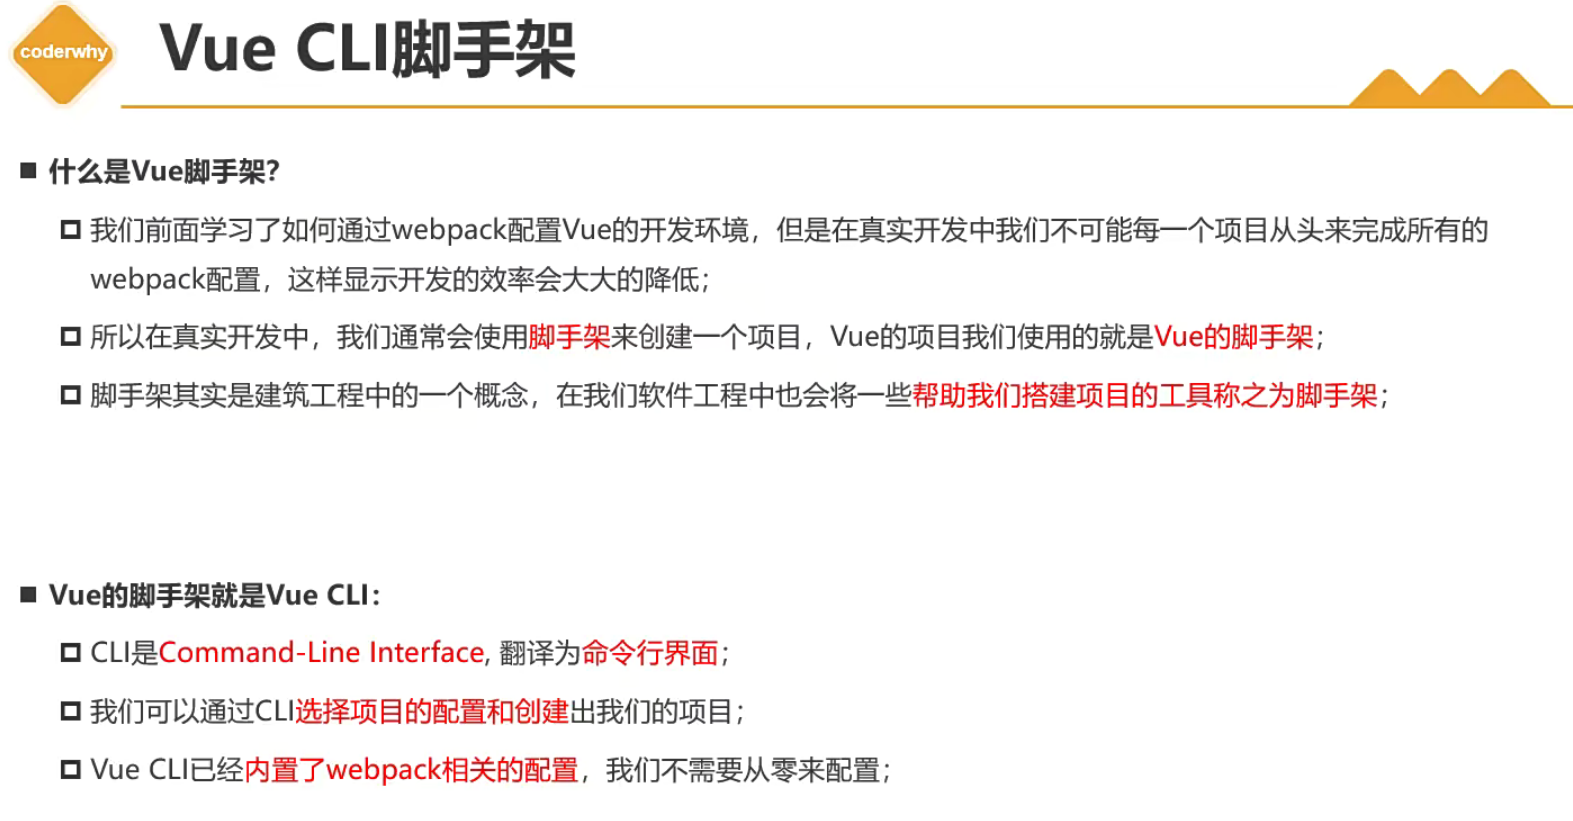 coderwhy
Vue CLI脚手架
什么是Vue脚手架?
我们前面学习了如何通过webpack配置Vue的开发环境，但是在真实开发中我们不可能每一个项目从头来完成所有的
webpack配置，这样显示开发的效率会大大的降低；
所以在真实开发中，我们通常会使用脚手架来创建一个项目，Vue的项目我们使用的就是Vue的脚手架；
脚手架其实是建筑工程中的一个概念，在我们软件工程中也会将一些帮助我们搭建项目的工具称之为脚手架；
Vue的脚手架就是Vue CLI：
CLI是Command-Line Interface, 翻译为命令行界面；
我们可以通过CLI选择项目的配置和创建出我们的项目；
Vue CLI已经内置了webpack相关的配置，我们不需要从零来配置；